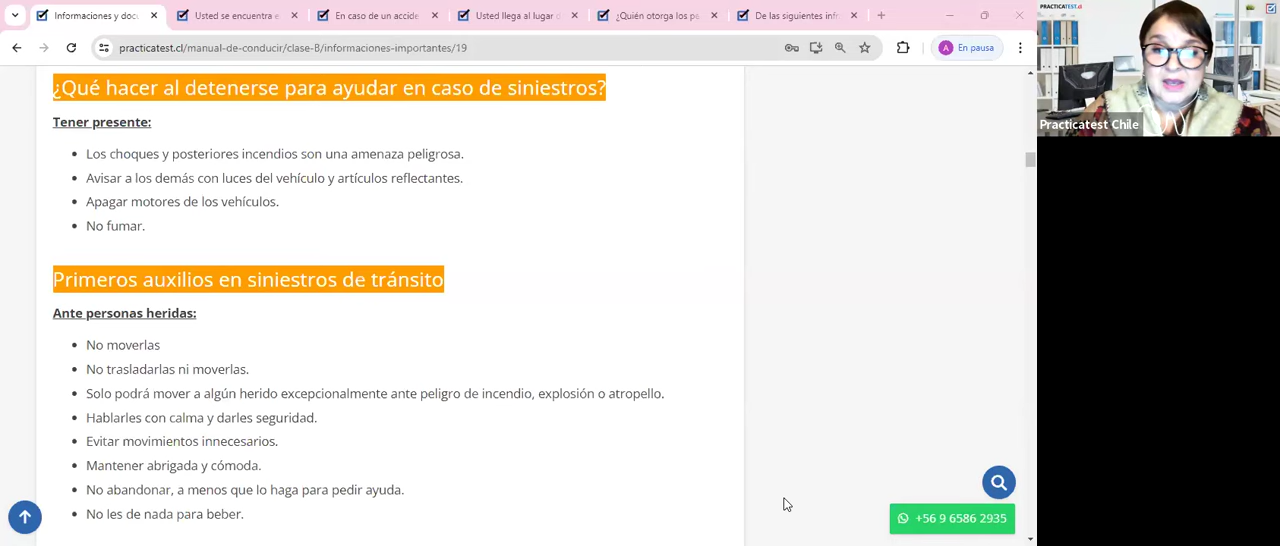 Informaciones y docu
Usted se encuentra e
En caso de un accide
Usted llega al lugar d
¿Quién otorga los pe
De las siguientes infr
practicatest.cl/manual-de-conducir/clase-B/informaciones-importantes/19
A
En pausa
¿Qué hacer al detenerse para ayudar en caso de siniestros?
Tener presente:
Los choques y posteriores incendios son una amenaza peligrosa.
Avisar a los demás con luces del vehículo y artículos reflectantes.
Apagar motores de los vehículos.
No fumar.
Primeros auxilios en siniestros de tránsito
Ante personas heridas:
No moverlas
No trasladarlas ni moverlas.
Solo podrá mover a algún herido excepcionalmente ante peligro de incendio, explosión o atropello.
Hablarles con calma y darles seguridad.
Evitar movimientos innecesarios.
Mantener abrigada y cómoda.
No abandonar, a menos que lo haga para pedir ayuda.
No les de nada para beber.
+56 9 6586 2935
PRACTICATEST.cl
Practicatest Chile